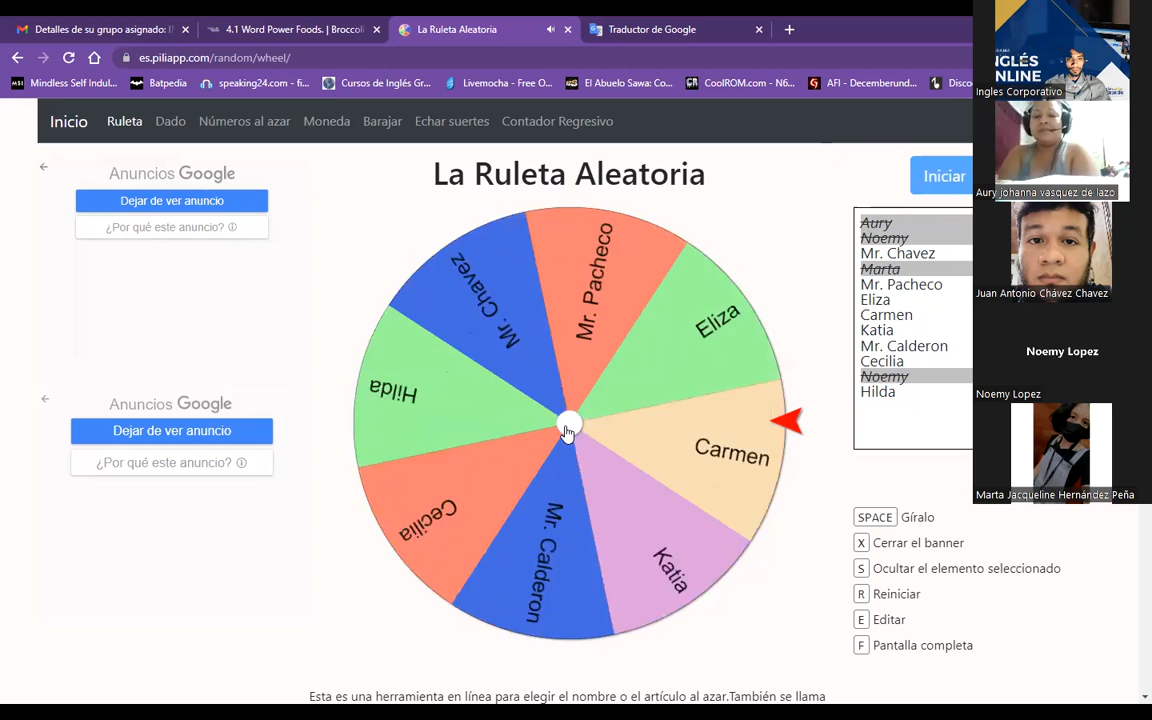 Detalles de su grupo asignado: I
4.1 Word Power Foods. | Broccol
La Ruleta Aleatoria
Traductor de Google
es.piliapp.com/random/wheel/
Mindless Self Indul...
Batpedia
speaking24.com - fi...
Cursos de Inglés Gr...
Livemocha - Free O...
El Abuelo Sawa: Co...
CoolROM.com - N6...
AFI - Decemberund...
Disco
Inicio
Ruleta
Dado
Números al azar
Moneda
Barajar
Echar suertes
Contador Regresivo
Anuncios Google
Dejar de ver anuncio
¿Por qué este anuncio?
Anuncios Google
Dejar de ver anuncio
¿Por qué este anuncio?
La Ruleta Aleatoria
Iniciar
Mr. Pacheco
Eliza
Carmen
Katia
Mr. Calderon
Cecilia
Hilda
Mr. Chavez
Aury
Noemy
Mr. Chavez
Marta
Mr. Pacheco
Eliza
Carmen
Katia
Mr. Calderon
Cecilia
Noemy
Hilda
SPACE Gíralo
X Cerrar el banner
S Ocultar el elemento seleccionado
R Reiniciar
E Editar
F Pantalla completa
Esta es una herramienta en línea para elegir el nombre o el artículo al azar.También se llama
NGLÉS
ONLINE
Ingles Corporativo
Aury johanna vasquez de lazo
Juan Antonio Chávez Chavez
Noemy Lopez
Noemy Lopez
Marta Jacqueline Hernández Peña